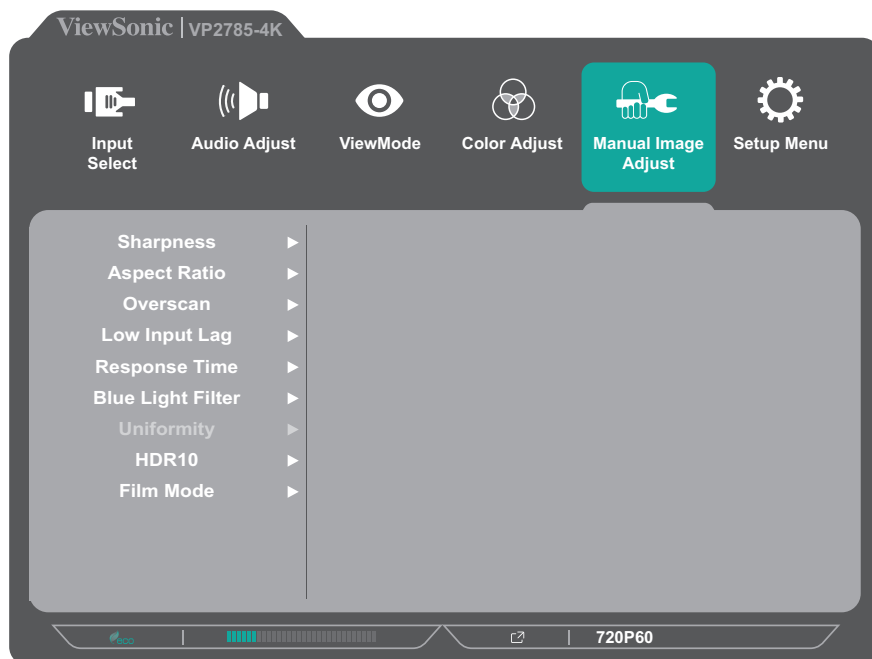 ViewSonic | VP2785-4K
Input
Select
Audio Adjust
ViewMode
Color Adjust
Manual Image
Adjust
Setup Menu
Sharpness
Aspect Ratio
Overscan
Low Input Lag
Response Time
Blue Light Filter
Uniformity
HDR10
Film Mode
eco
720P60